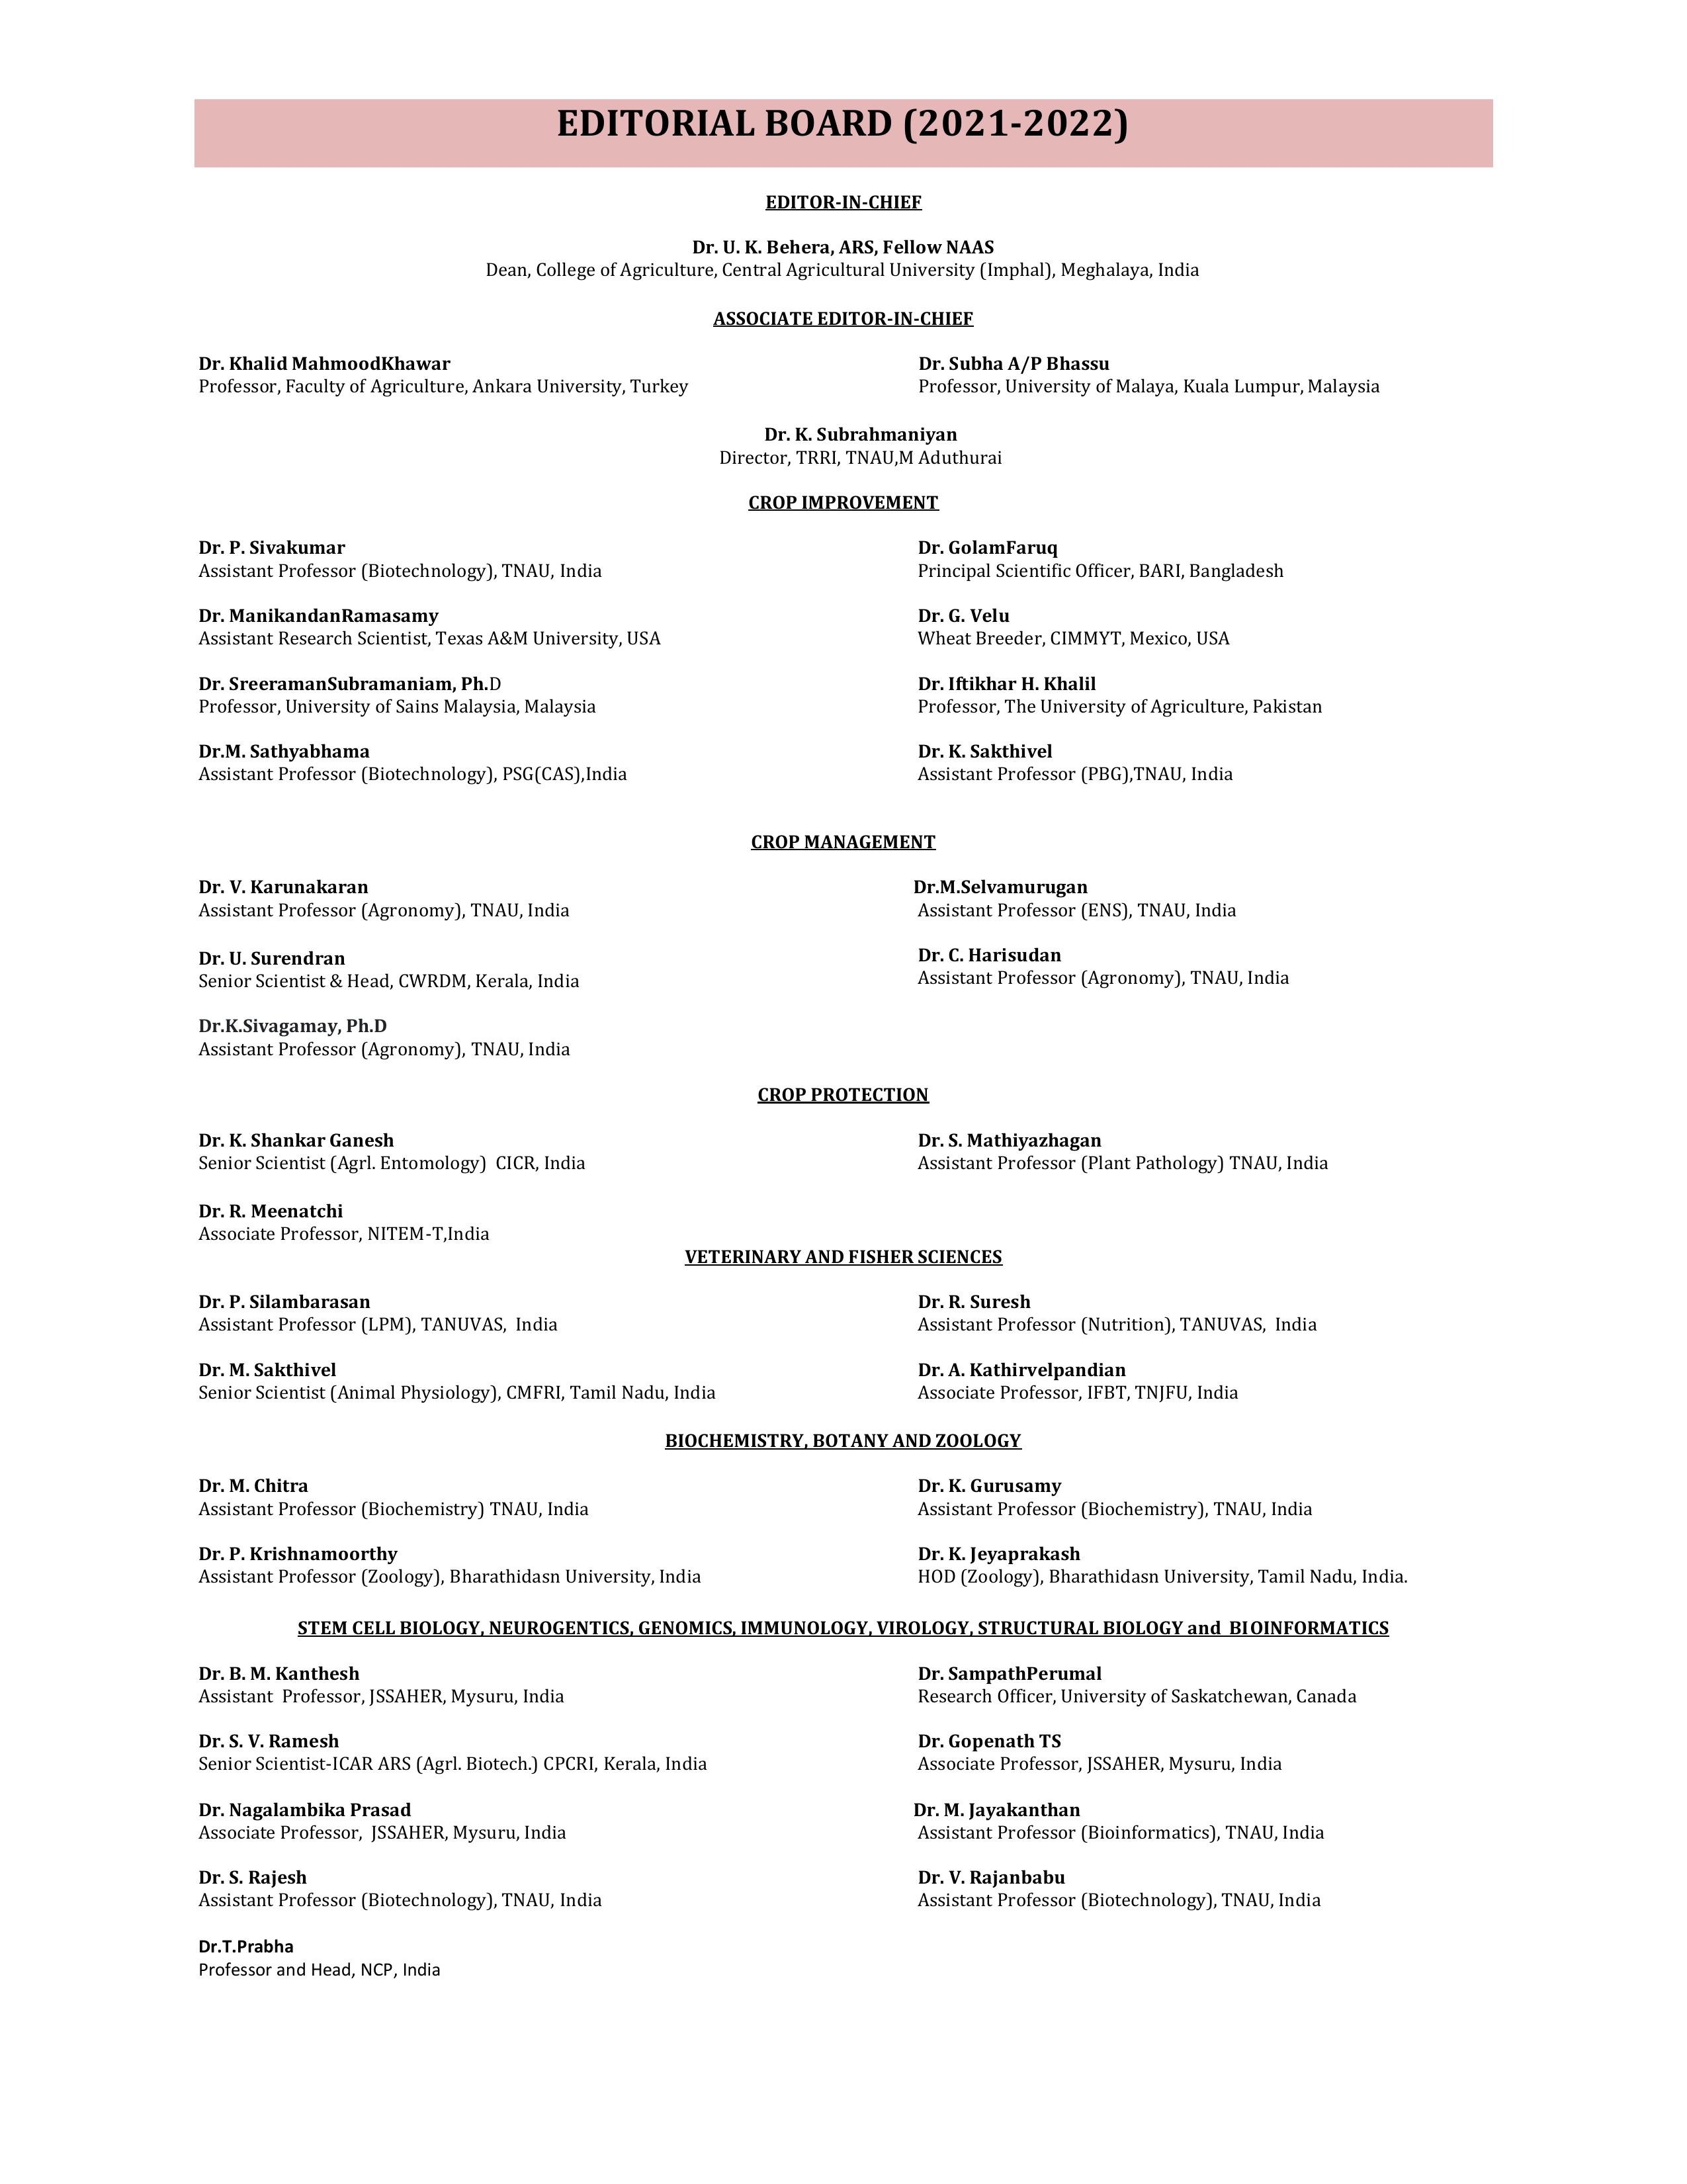 EDITORIAL BOARD (2021-2022)
EDITOR-IN-CHIEF
Dr. U. K. Behera, ARS, Fellow NAAS
Dean, College of Agriculture, Central Agricultural University (Imphal), Meghalaya, India
ASSOCIATE EDITOR-IN-CHIEF
Dr. Khalid MahmoodKhawar
Professor, Faculty of Agriculture, Ankara University, Turkey
Dr. Subha A/P Bhassu
Professor, University of Malaya, Kuala Lumpur, Malaysia
Dr. K. Subrahmaniyan
Director, TRRI, TNAU,M Aduthurai
CROP IMPROVEMENT
Dr. P. Sivakumar
Assistant Professor (Biotechnology), TNAU, India
Dr. GolamFaruq
Principal Scientific Officer, BARI, Bangladesh
Dr. ManikandanRamasamy
Assistant Research Scientist, Texas A&M University, USA
Dr. G. Velu
Wheat Breeder, CIMMYT, Mexico, USA
Dr. SreeramanSubramaniam, Ph.D
Professor, University of Sains Malaysia, Malaysia
Dr. Iftikhar H. Khalil
Professor, The University of Agriculture, Pakistan
Dr.M. Sathyabhama
Assistant Professor (Biotechnology), PSG(CAS),India
Dr. K. Sakthivel
Assistant Professor (PBG),TNAU, India
CROP MANAGEMENT
Dr. V. Karunakaran
Assistant Professor (Agronomy), TNAU, India
Dr.M.Selvamurugan
Assistant Professor (ENS), TNAU, India
Dr. U. Surendran
Senior Scientist & Head, CWRDM, Kerala, India
Dr. C. Harisudan
Assistant Professor (Agronomy), TNAU, India
Dr.K.Sivagamay, Ph.D
Assistant Professor (Agronomy), TNAU, India
CROP PROTECTION
Dr. K. Shankar Ganesh
Senior Scientist (Agrl. Entomology) CICR, India
Dr. S. Mathiyazhagan
Assistant Professor (Plant Pathology) TNAU, India
Dr. R. Meenatchi
Associate Professor, NITEM-T,India
VETERINARY AND FISHER SCIENCES
Dr. P. Silambarasan
Assistant Professor (LPM), TANUVAS, India
Dr. R. Suresh
Assistant Professor (Nutrition), TANUVAS, India
Dr. M. Sakthivel
Senior Scientist (Animal Physiology), CMFRI, Tamil Nadu, India
Dr. A. Kathirvelpandian
Associate Professor, IFBT, TNJFU, India
BIOCHEMISTRY, BOTANY AND ZOOLOGY
Dr. M. Chitra
Assistant Professor (Biochemistry) TNAU, India
Dr. K. Gurusamy
Assistant Professor (Biochemistry), TNAU, India
Dr. P. Krishnamoorthy
Assistant Professor (Zoology), Bharathidasn University, India
Dr. K. Jeyaprakash
HOD (Zoology), Bharathidasn University, Tamil Nadu, India.
STEM CELL BIOLOGY, NEUROGENTICS, GENOMICS, IMMUNOLOGY, VIROLOGY, STRUCTURAL BIOLOGY and BIOINFORMATICS
Dr. B. M. Kanthesh
Assistant Professor, JSSAHER, Mysuru, India
Dr. SampathPerumal
Research Officer, University of Saskatchewan, Canada
Dr. S. V. Ramesh
Senior Scientist-ICAR ARS (Agrl. Biotech.) CPCRI, Kerala, India
Dr. Gopenath TS
Associate Professor, JSSAHER, Mysuru, India
Dr. Nagalambika Prasad
Associate Professor, JSSAHER, Mysuru, India
Dr. M. Jayakanthan
Assistant Professor (Bioinformatics), TNAU, India
Dr. S. Rajesh
Assistant Professor (Biotechnology), TNAU, India
Dr. V. Rajanbabu
Assistant Professor (Biotechnology), TNAU, India
Dr.T.Prabha
Professor and Head, NCP, India